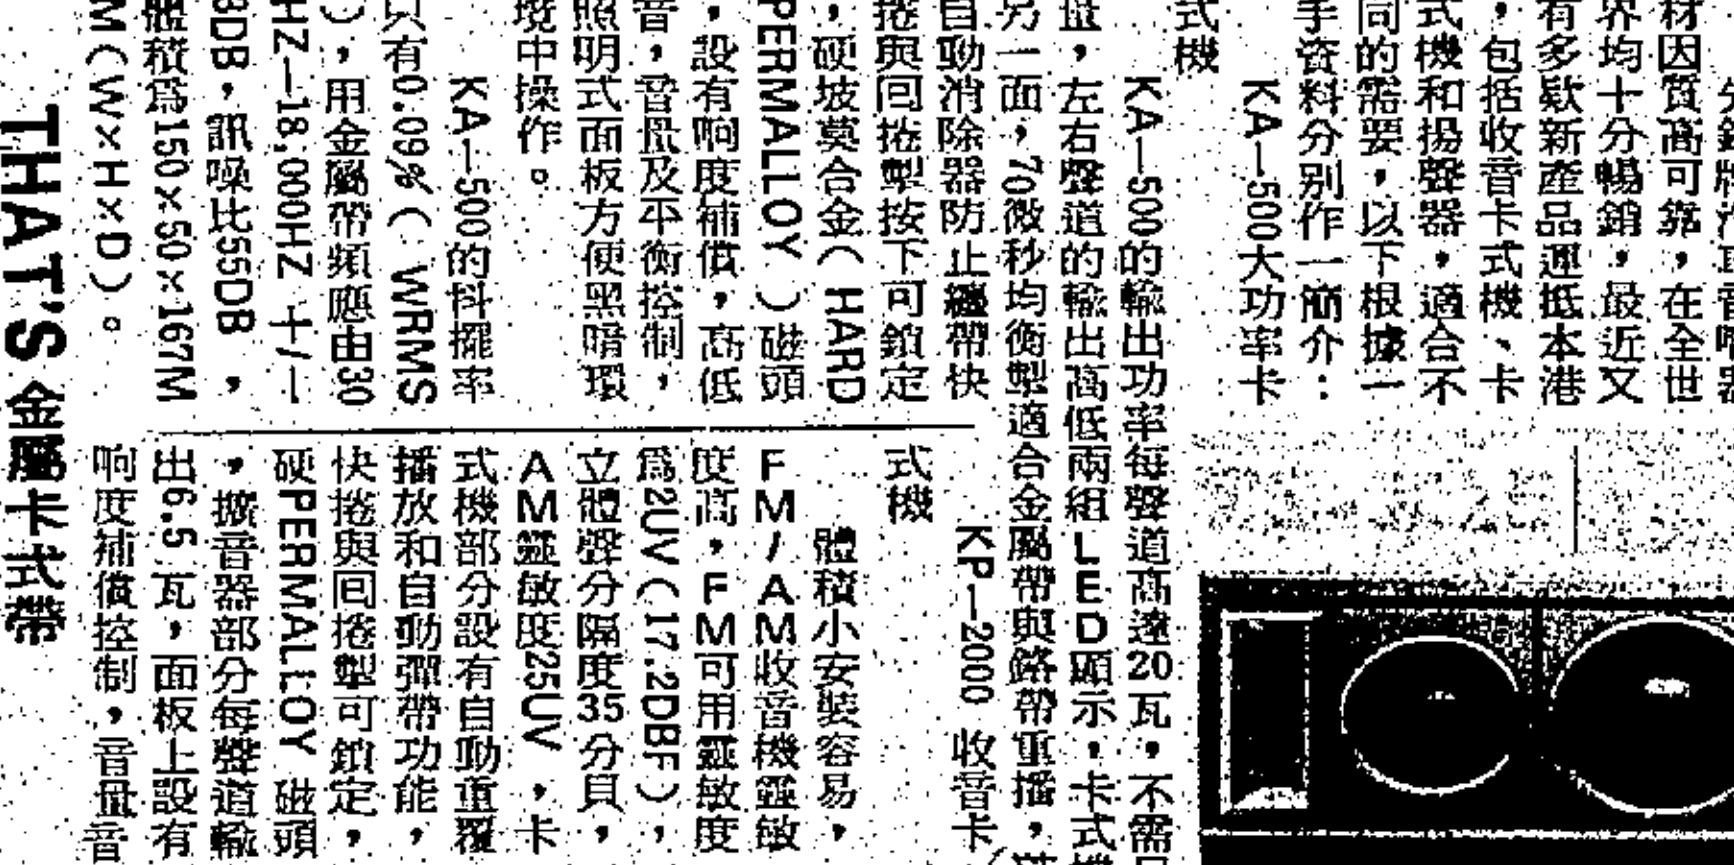 材因質高可靠，在全世
界均十分暢銷，最近又
有多欵新產品運抵本港
，包括收音卡式機、卡
式機和揚聲器，適合不
同的需要，以下根據一
手資料分别作一簡介：
KA—500大功率卡
式機
KA—500的輸出功率每聲道高達20瓦，不需
，左右聲道的輸出高低兩組LED顯示，卡式
另一面，70微秒均衡掣適合金屬帶與鉻帶重播，
自動消除器防止纏帶快
捲與回捲掣按下可鎖定
，硬坡莫合金（HARD
PERMALLOY）磁頭
，設有响度補償，高低
音，音量及平衡控制，
照明式面板方便黑暗環
境中操作。
KA—500的抖擺率
只有0.09%（WRMS
），用金屬帶頻應由30
HZ—18,000HZ +/—
3DB，訊噪比55DB，
體積爲150×50×167M
M（W×H×D）。
KP—2000 收音卡
式機
體積小安裝容易，
FM/AM收音機靈敏
度高，FM可用靈敏度
爲2UV（17.2DBF），
立體聲分隔度35分貝，
AM靈敏度25UV，卡
式機部分設有自動重覆
播放和自動彈帶功能，
快捲與回捲掣可鎖定，
硬PERMALLOY 磁頭
，擴音器部分每聲道輸
出6.5瓦，面板上設有
响度補償控制，音量音
THAT'S金屬卡式帶